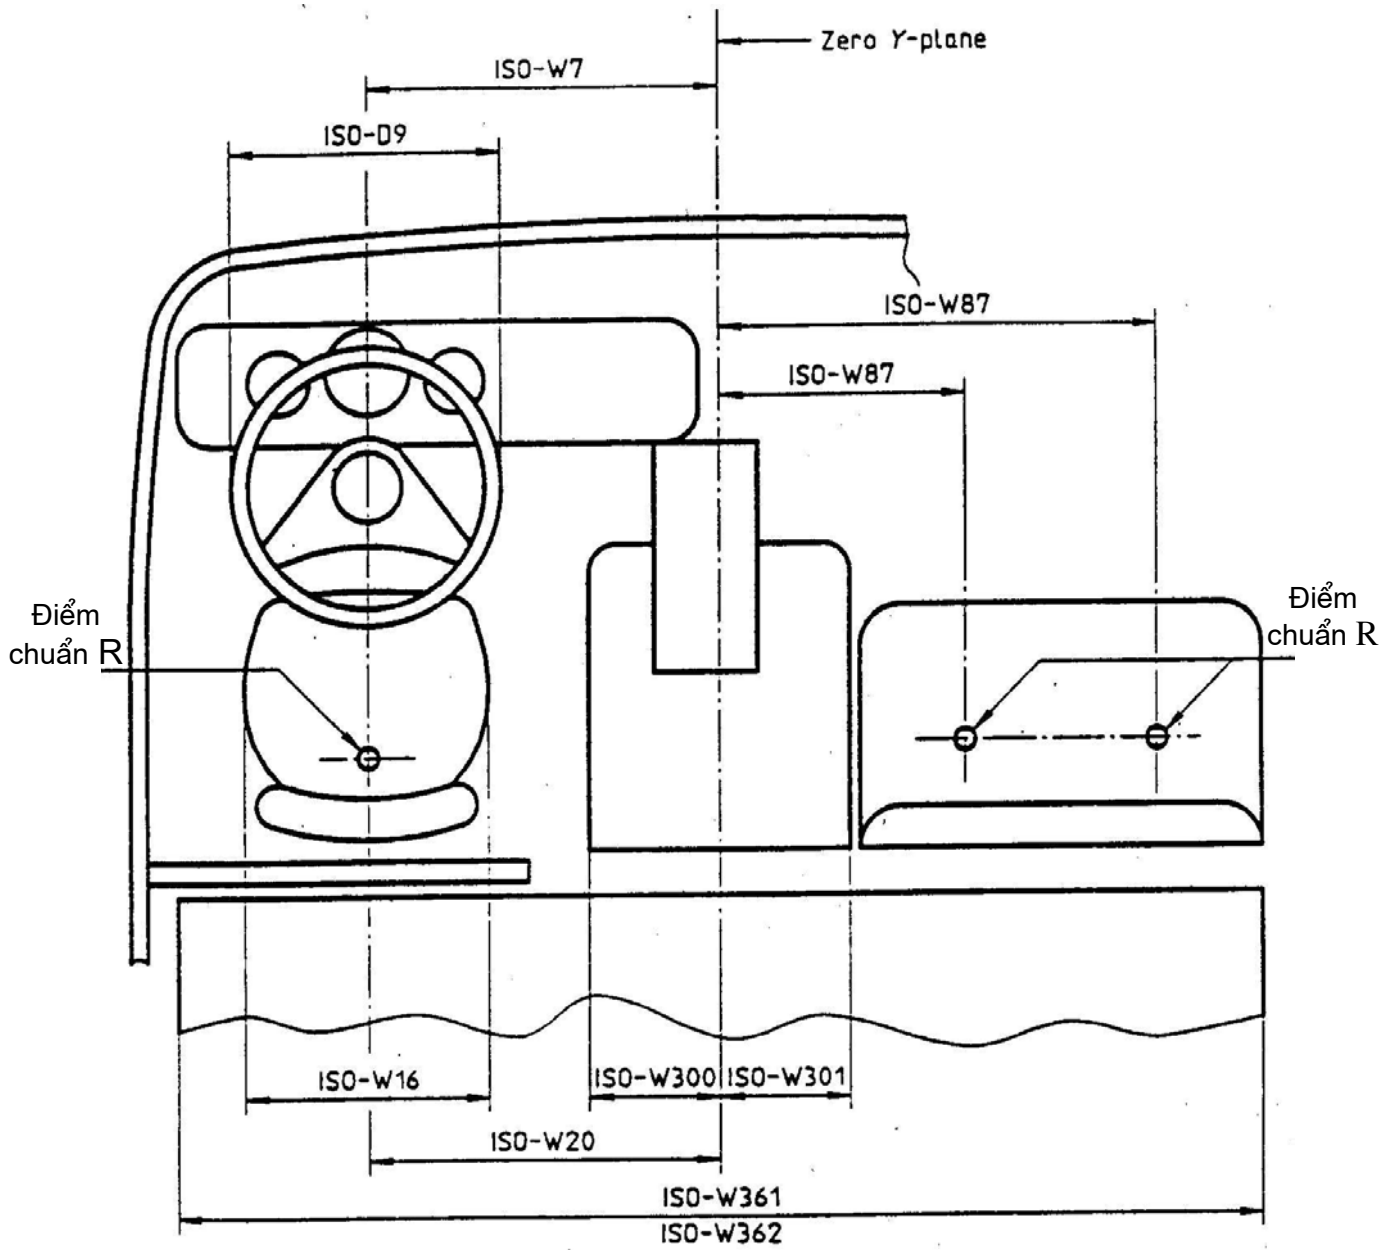 Zero Y-plane
ISO-W7
ISO-D9
ISO-W87
ISO-W87
Điểm
chuẩn R
Điểm
chuẩn R
ISO-W16
ISO-W300
ISO-W301
ISO-W20
ISO-W361
ISO-W362